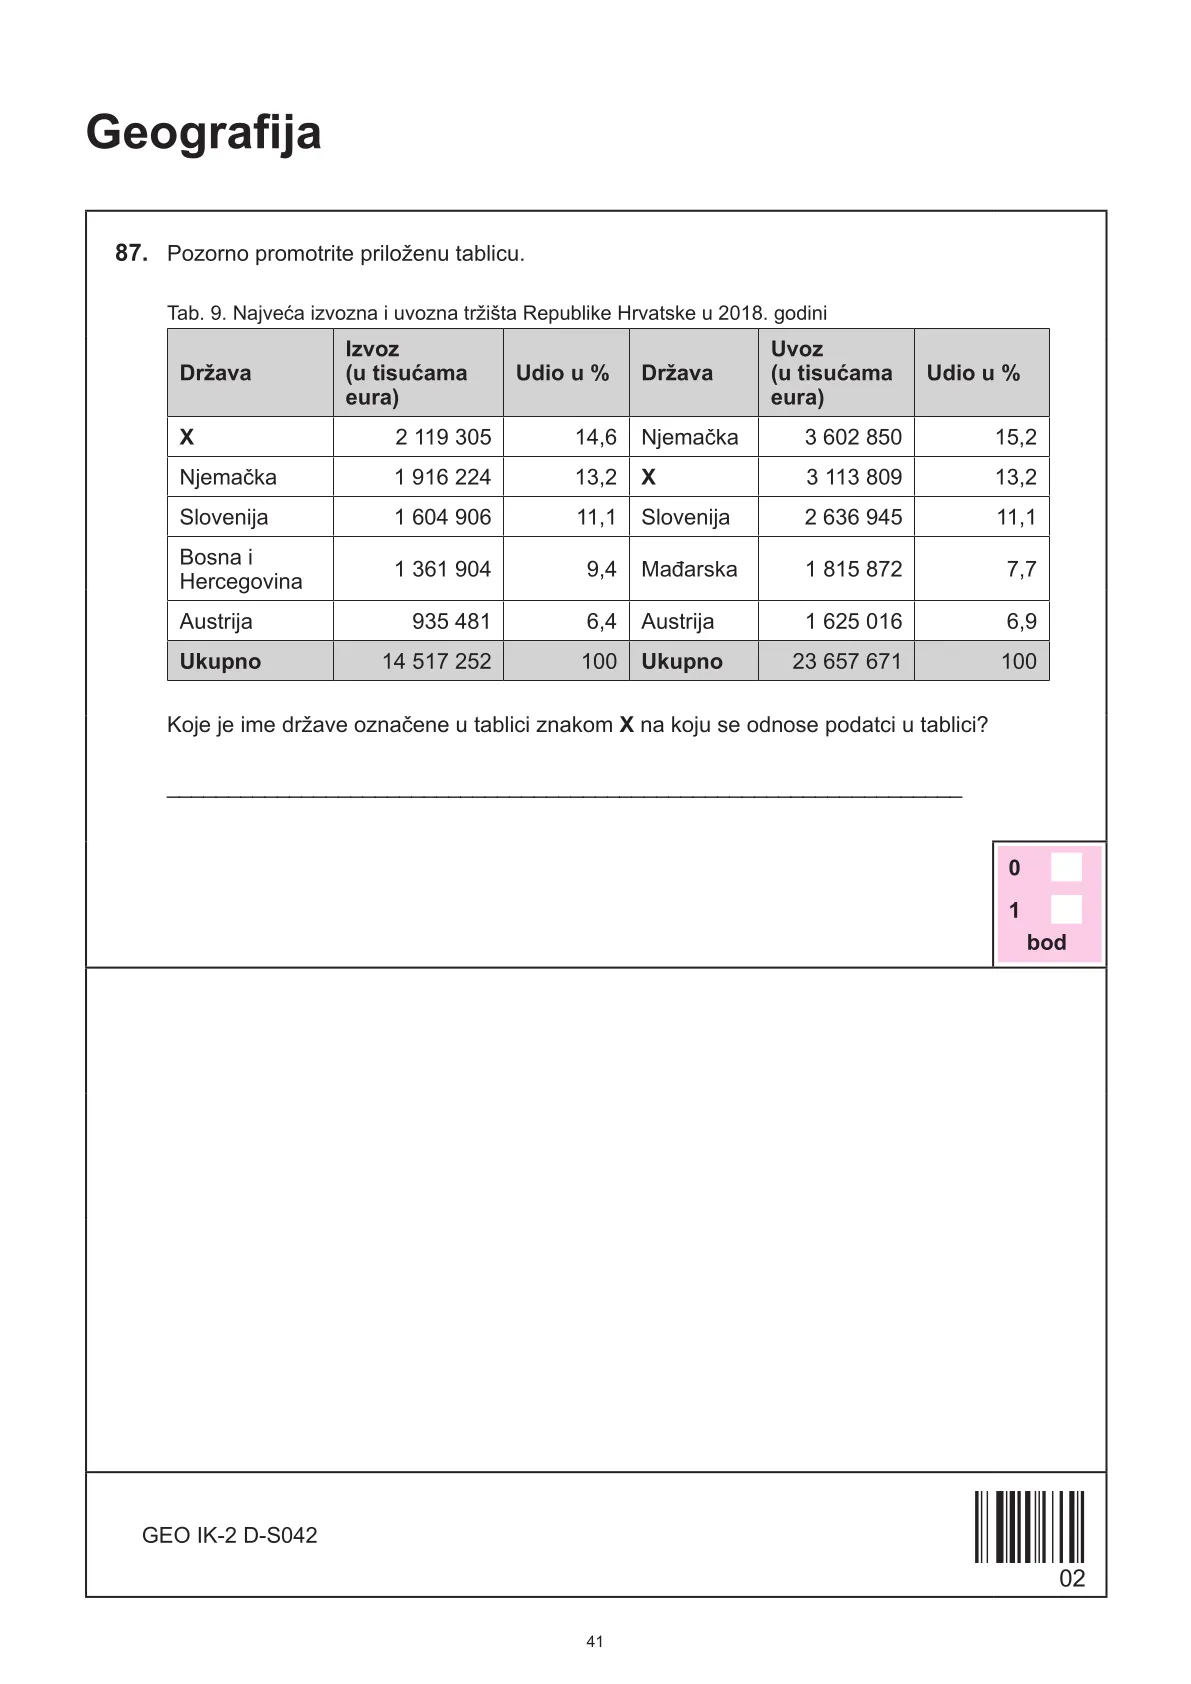 Geografija
87. Pozorno promotrite priloženu tablicu.
Tab. 9. Najveća izvozna i uvozna tržišta Republike Hrvatske u 2018. godini
Država | Izvoz (u tisućama eura) | Udio u % | Država | Uvoz (u tisućama eura) | Udio u %
X | 2 119 305 | 14,6 | Njemačka | 3 602 850 | 15,2
Njemačka | 1 916 224 | 13,2 | X | 3 113 809 | 13,2
Slovenija | 1 604 906 | 11,1 | Slovenija | 2 636 945 | 11,1
Bosna i Hercegovina | 1 361 904 | 9,4 | Mađarska | 1 815 872 | 7,7
Austrija | 935 481 | 6,4 | Austrija | 1 625 016 | 6,9
Ukupno | 14 517 252 | 100 | Ukupno | 23 657 671 | 100
Koje je ime države označene u tablici znakom X na koju se odnose podatci u tablici?
0
1
bod
GEO IK-2 D-S042
02
41